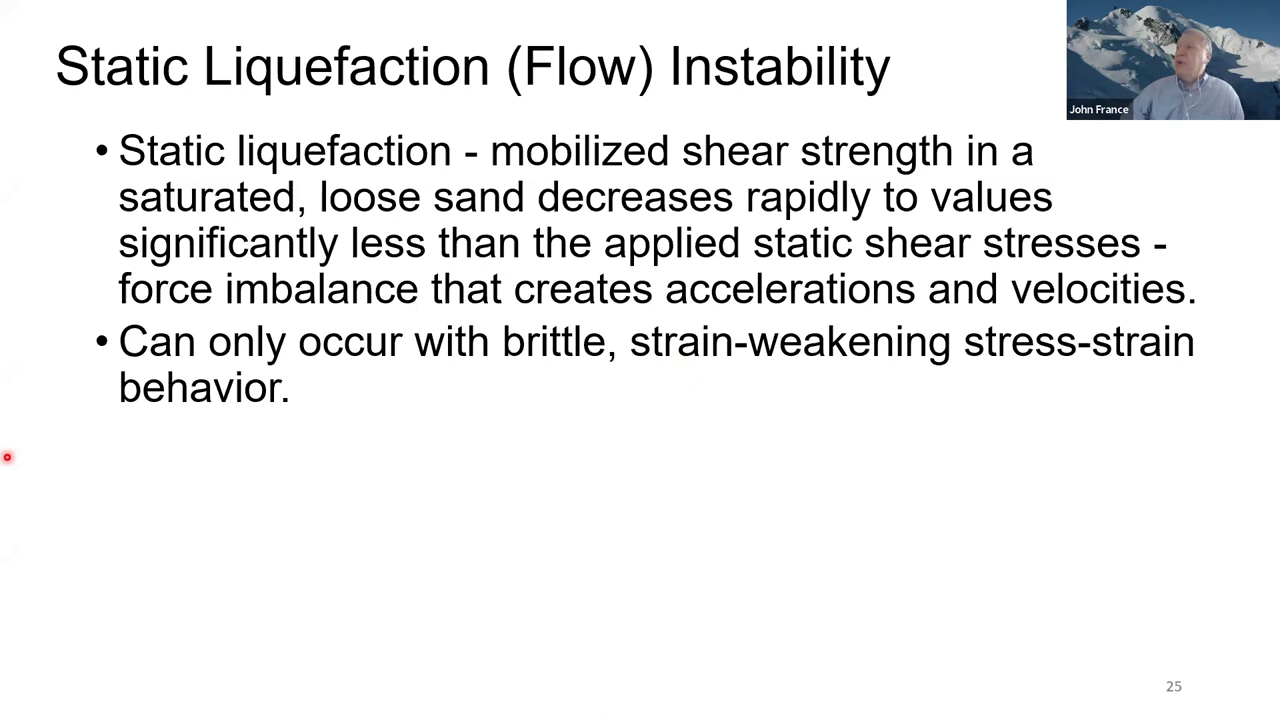 Static Liquefaction (Flow) Instability
John France
• Static liquefaction - mobilized shear strength in a
saturated, loose sand decreases rapidly to values
significantly less than the applied static shear stresses -
force imbalance that creates accelerations and velocities.
• Can only occur with brittle, strain-weakening stress-strain
behavior.
25